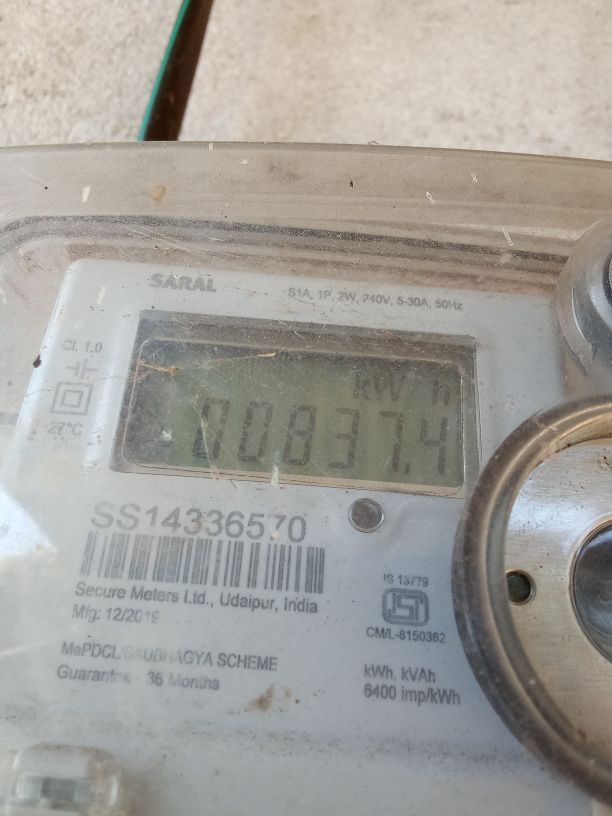 SARAL
S1A, 1P, 2W, 240V, 5-30A, 50Hz
Cl. 1.0
27°C
kW h
00837.4
SS14336570
Secure Meters Ltd., Udaipur, India
Mfg: 12/2019
IS 13779
ISI
CM/L-8150362
MePDCL/SAUBHAGYA SCHEME
Guarantee 36 Months
kWh, kVAh
6400 imp/kWh